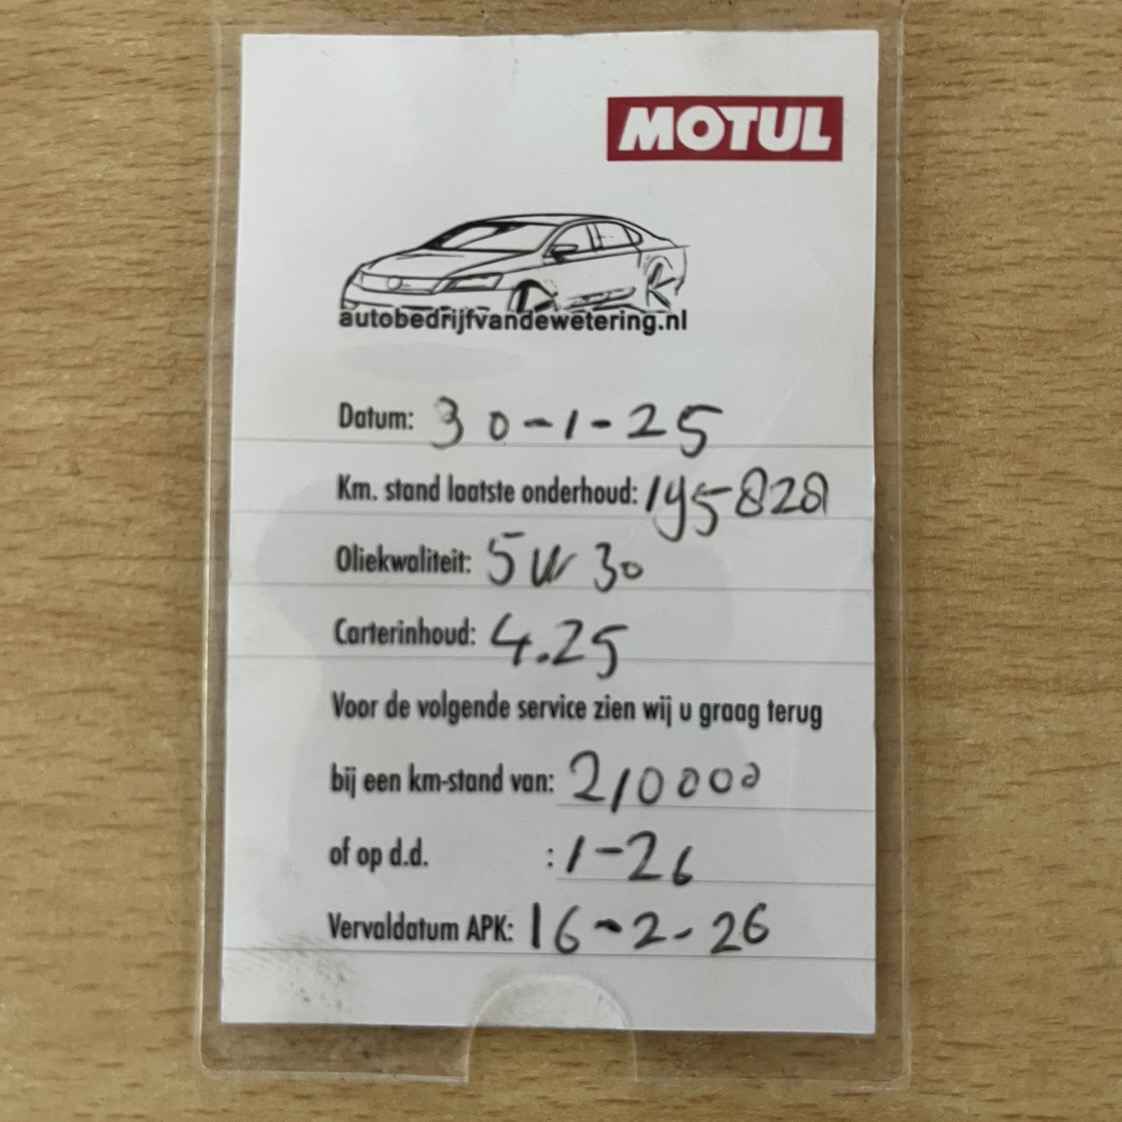 MOTUL
autobedrijfvandewetering.nl
Datum: 30-1-25
Km. stand laatste onderhoud: 195828
Oliekwaliteit: 5W30
Carterinhoud: 4.25
Voor de volgende service zien wij u graag terug
bij een km-stand van: 210000
of op d.d. : 1-26
Vervaldatum APK: 16-2-26